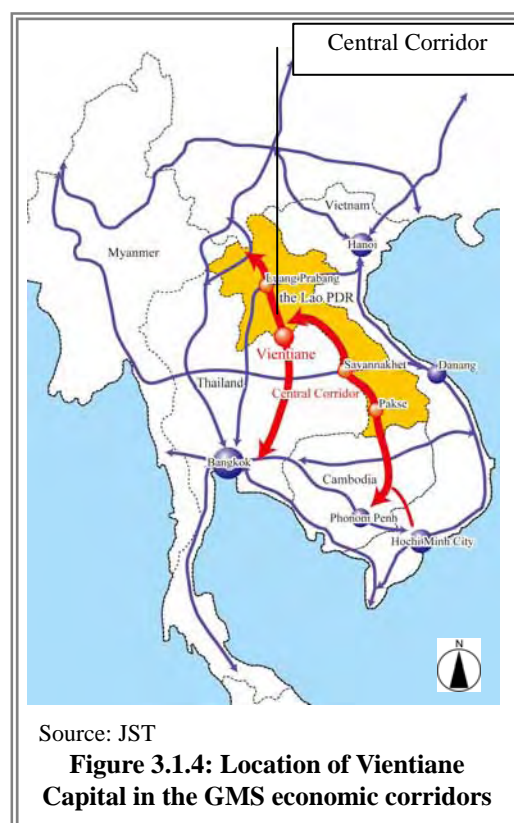 Central Corridor
Vietnam
Hanoi
Myanmer
Luang Prabang
the Lao PDR
Vientiane
Savannakhet
Danang
Thailand
Central Corridor
Pakse
Bangkok
Cambodia
Phonom Penh
Hochi Minh City
N
Source: JST
Figure 3.1.4: Location of Vientiane
Capital in the GMS economic corridors